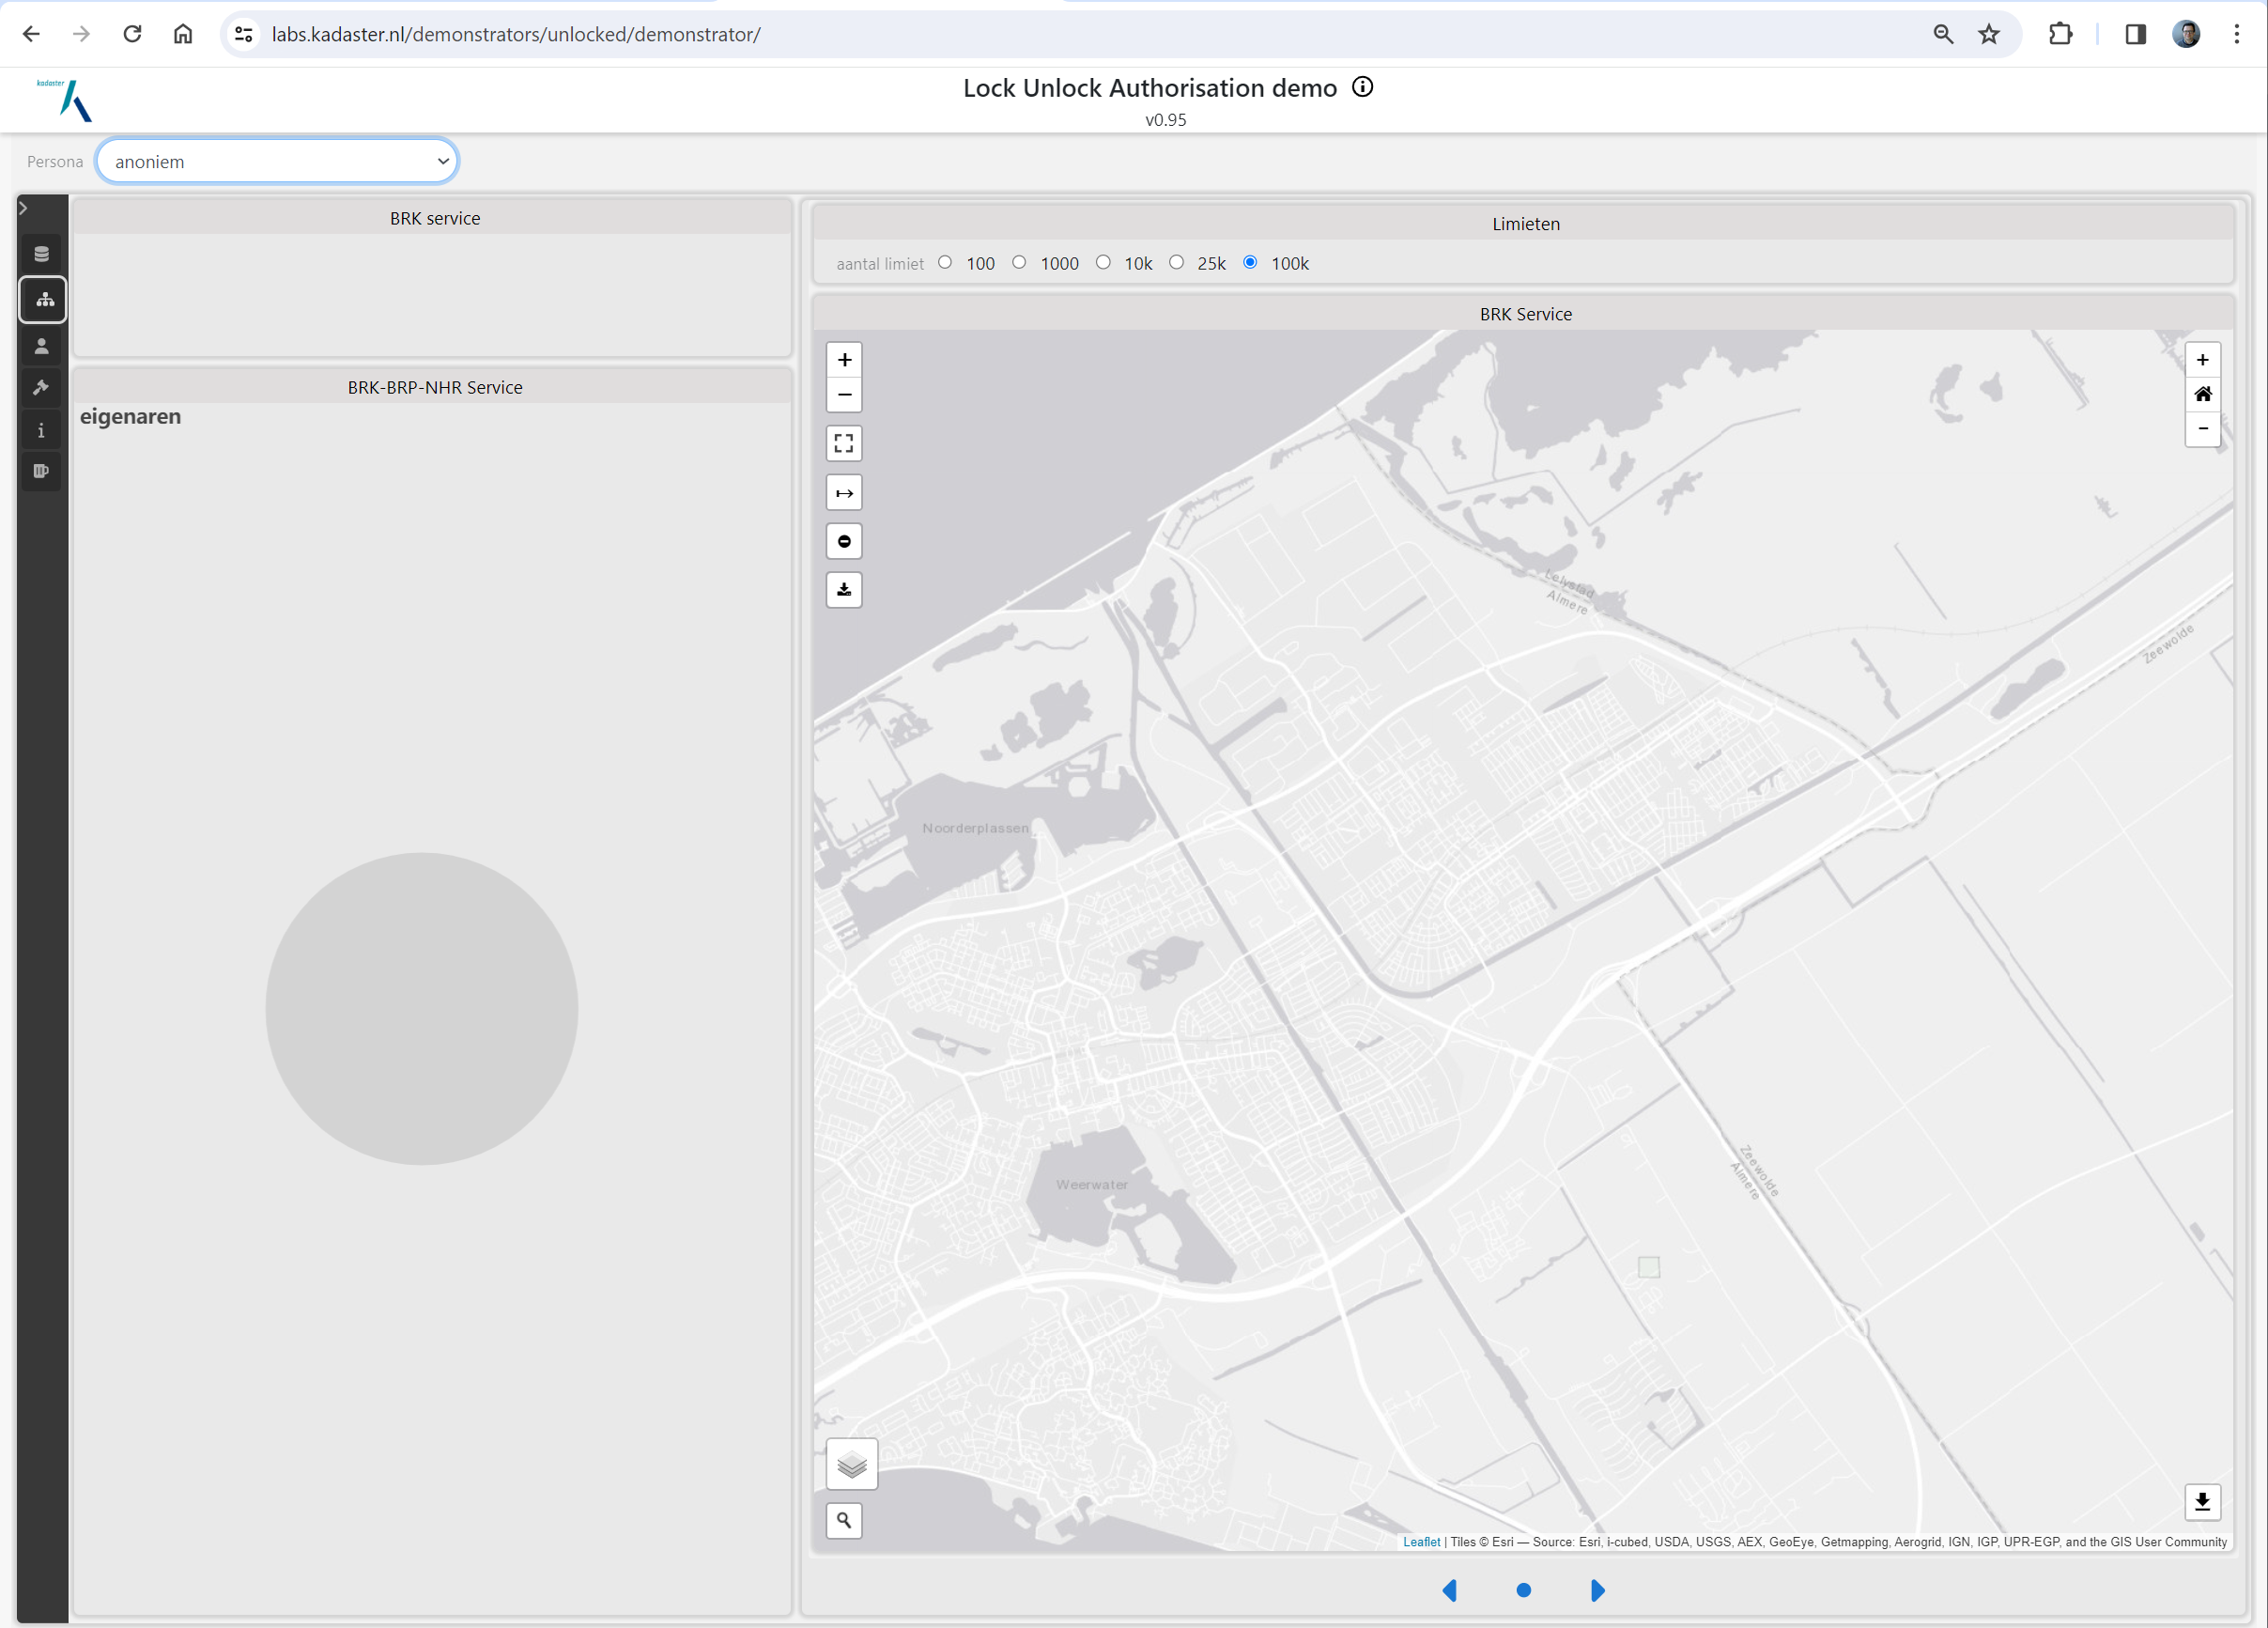 labs.kadaster.nl/demonstrators/unlocked/demonstrator/
kadaster
Lock Unlock Authorisation demo
v0.95
Persona
anoniem
BRK service
BRK-BRP-NHR Service
eigenaren
Limieten
aantal limiet 100 1000 10k 25k 100k
BRK Service
Lelystad
Almere
Zeewolde
Noorderplassen
Weerwater
Zeewolde
Almere
Leaflet | Tiles © Esri — Source: Esri, i-cubed, USDA, USGS, AEX, GeoEye, Getmapping, Aerogrid, IGN, IGP, UPR-EGP, and the GIS User Community